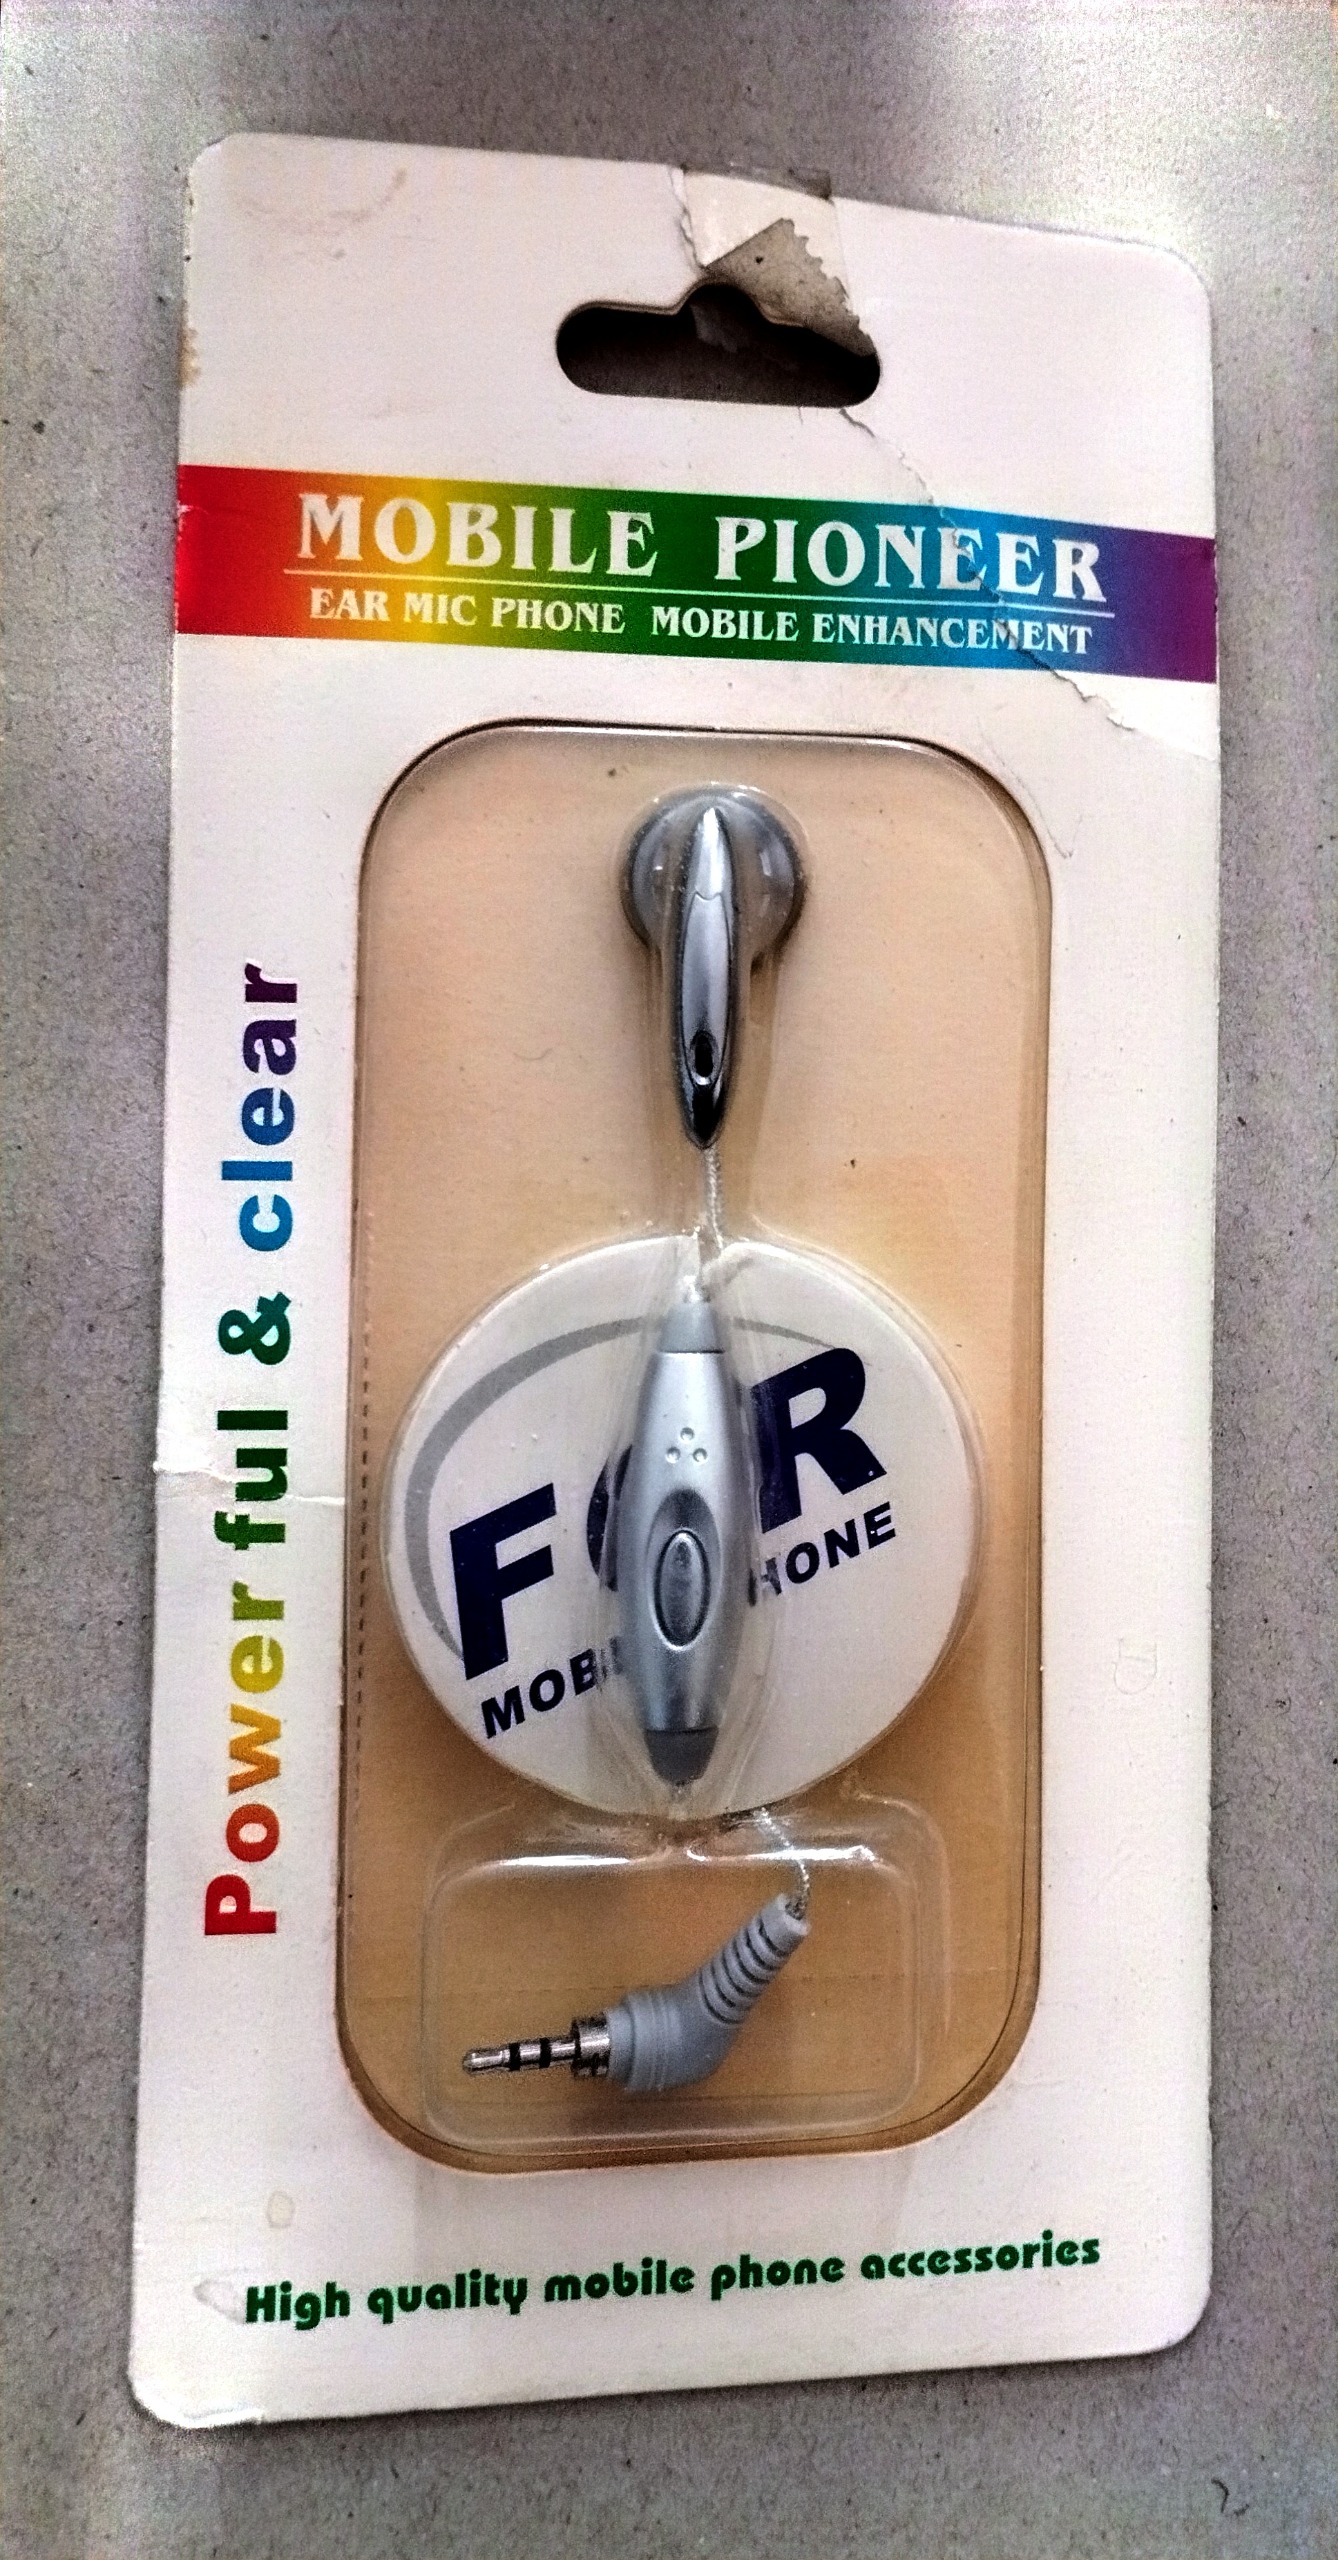 MOBILE PIONEER
EAR MIC PHONE MOBILE ENHANCEMENT
Power ful & clear
F R
MOBI HONE
High quality mobile phone accessories